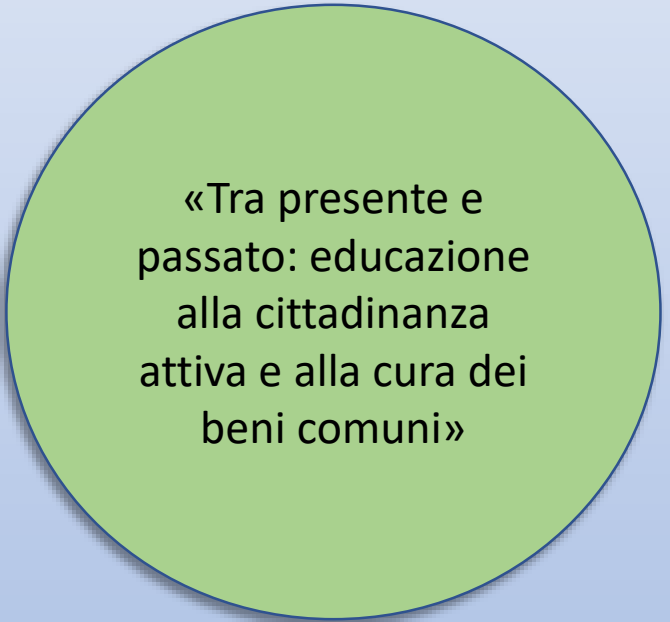 «Tra presente e
passato: educazione
alla cittadinanza
attiva e alla cura dei
beni comuni»